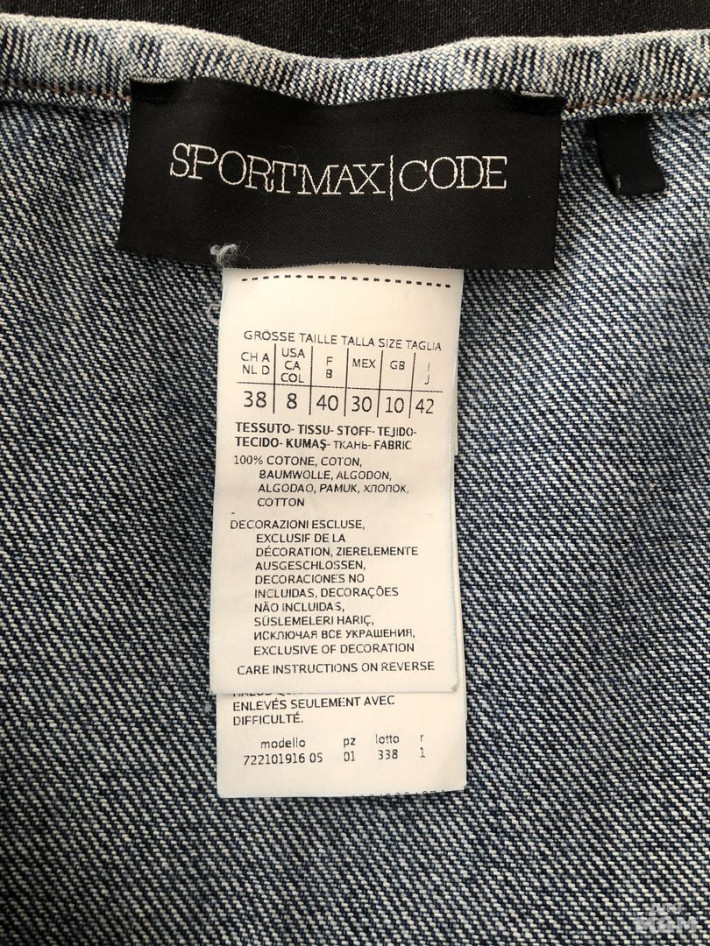 SPORTMAX|CODE
GRÖSSE TAILLE TALLA SIZE TAGLIA
CH A NL D | USA CA COL | F B | MEX | GB | I J
38 | 8 | 40 | 30 | 10 | 42
TESSUTO- TISSU- STOFF- TEJIDO-
TECIDO- KUMAŞ- ТКАНЬ- FABRIC
100% COTONE, COTON,
BAUMWOLLE, ALGODON,
ALGODAO, PAMUK, ХЛОПОК,
COTTON
DECORAZIONI ESCLUSE,
EXCLUSIF DE LA
DÉCORATION, ZIERELEMENTE
AUSGESCHLOSSEN,
DECORACIONES NO
INCLUIDAS, DECORAÇÕES
NÃO INCLUIDAS,
SÜSLEMELERI HARIÇ,
ИСКЛЮЧАЯ ВСЕ УКРАШЕНИЯ,
EXCLUSIVE OF DECORATION
CARE INSTRUCTIONS ON REVERSE
ENLEVÉS SEULEMENT AVEC
DIFFICULTÉ.
modello pz lotto r
722101916 05 01 338 1